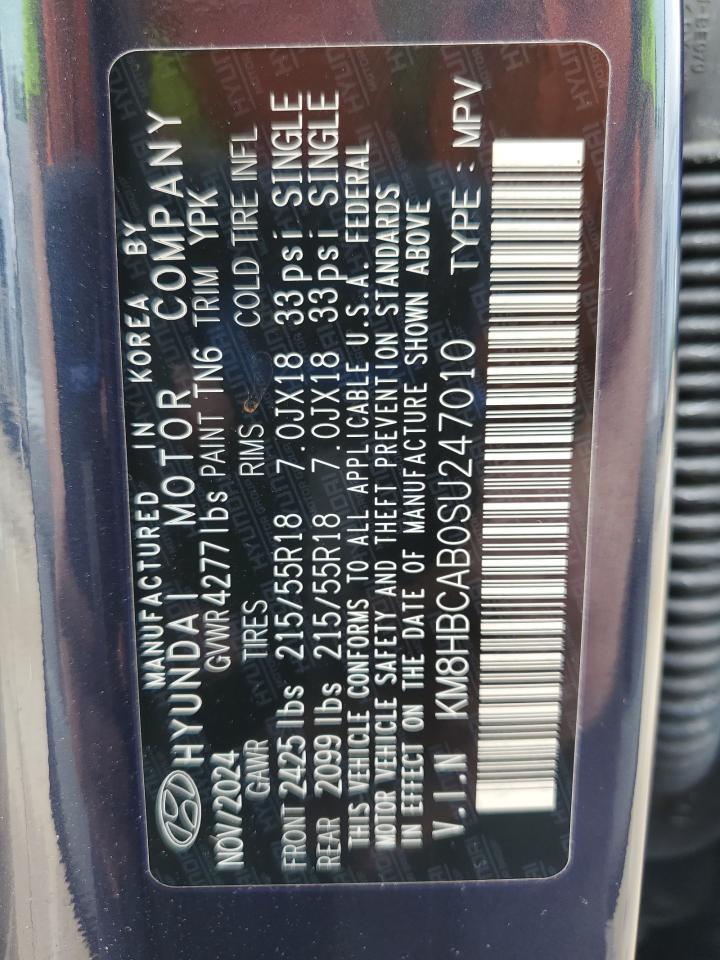 MANUFACTURED IN KOREA BY
HYUNDAI MOTOR COMPANY
NOV/2024 GVWR 4277 lbs PAINT TN6 TRIM YPK
GAWR TIRES RIMS COLD TIRE INFL
FRONT 2425 lbs 215/55R18 7.0JX18 33 psi SINGLE
REAR 2099 lbs 215/55R18 7.0JX18 33 psi SINGLE
THIS VEHICLE CONFORMS TO ALL APPLICABLE U.S.A. FEDERAL
MOTOR VEHICLE SAFETY AND THEFT PREVENTION STANDARDS
IN EFFECT ON THE DATE OF MANUFACTURE SHOWN ABOVE
V.I.N KM8HBCAB0SU247010 TYPE : MPV